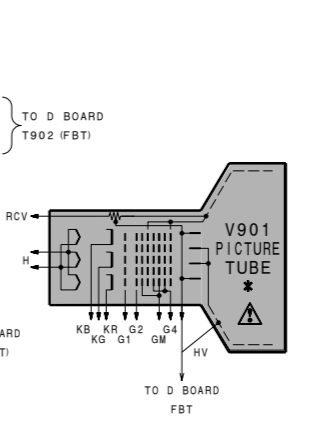 TO D BOARD
T902 (FBT)
RCV
V901
PICTURE
TUBE
*
H
KB KR G2 G4
KG G1 GM
ARD
T)
HV
TO D BOARD
FBT